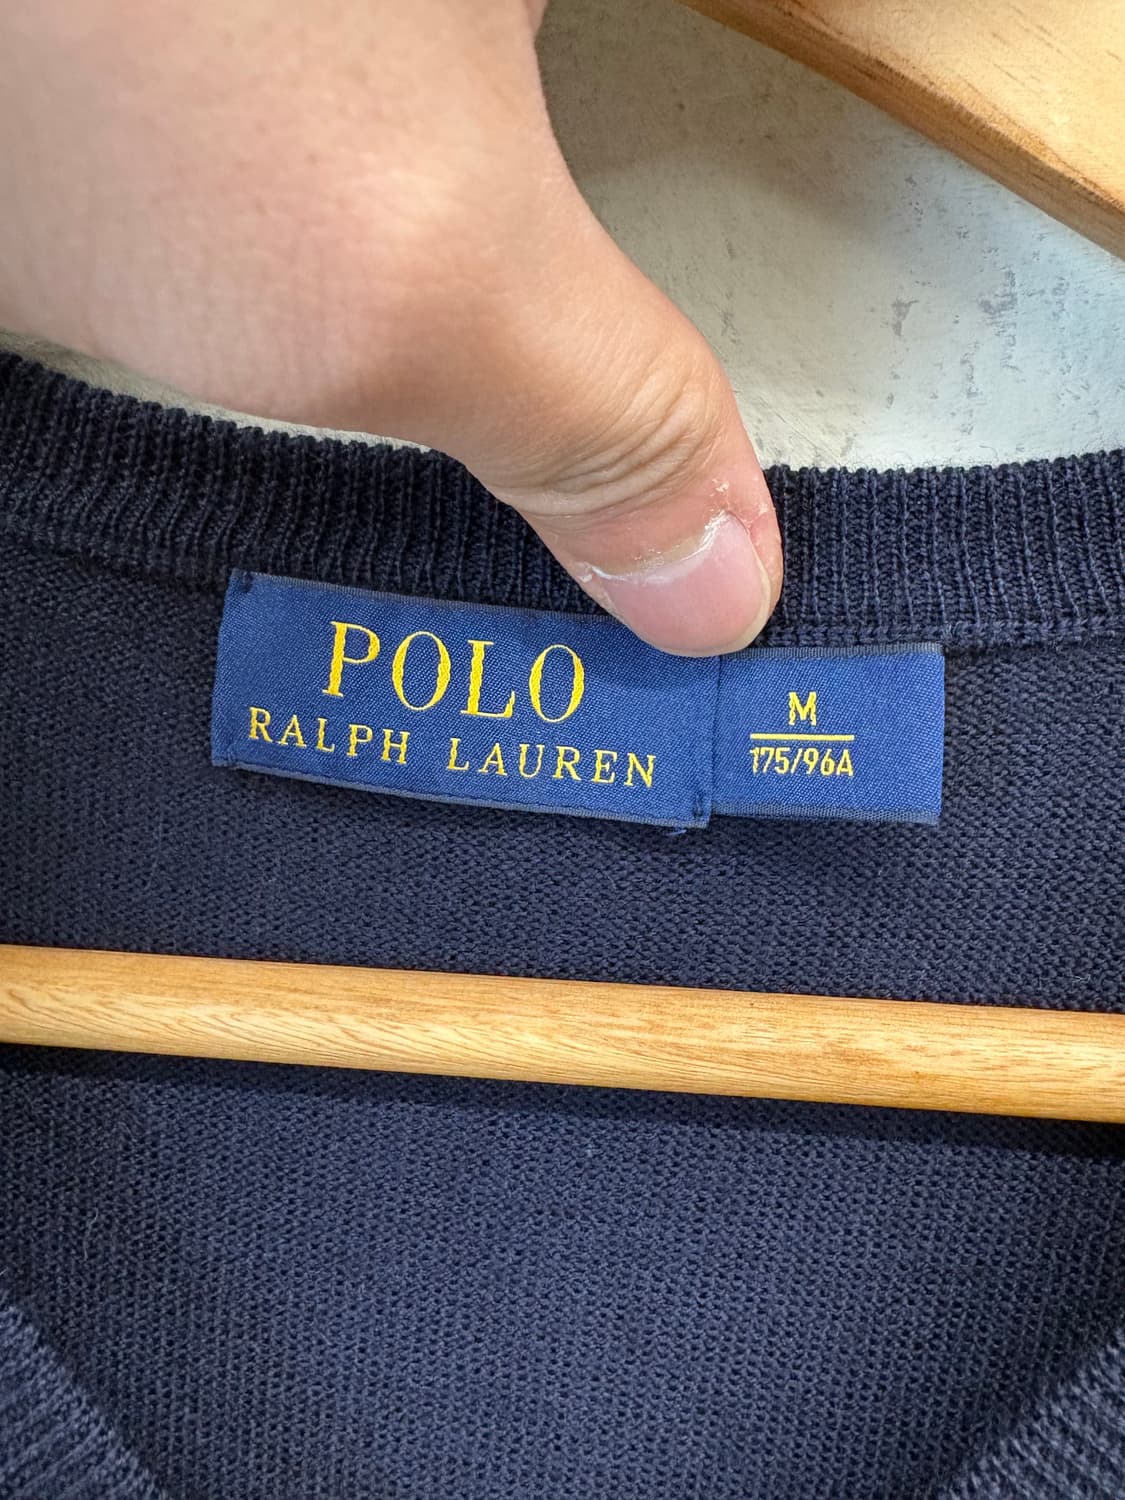 POLO
RALPH LAUREN
M
175/96A